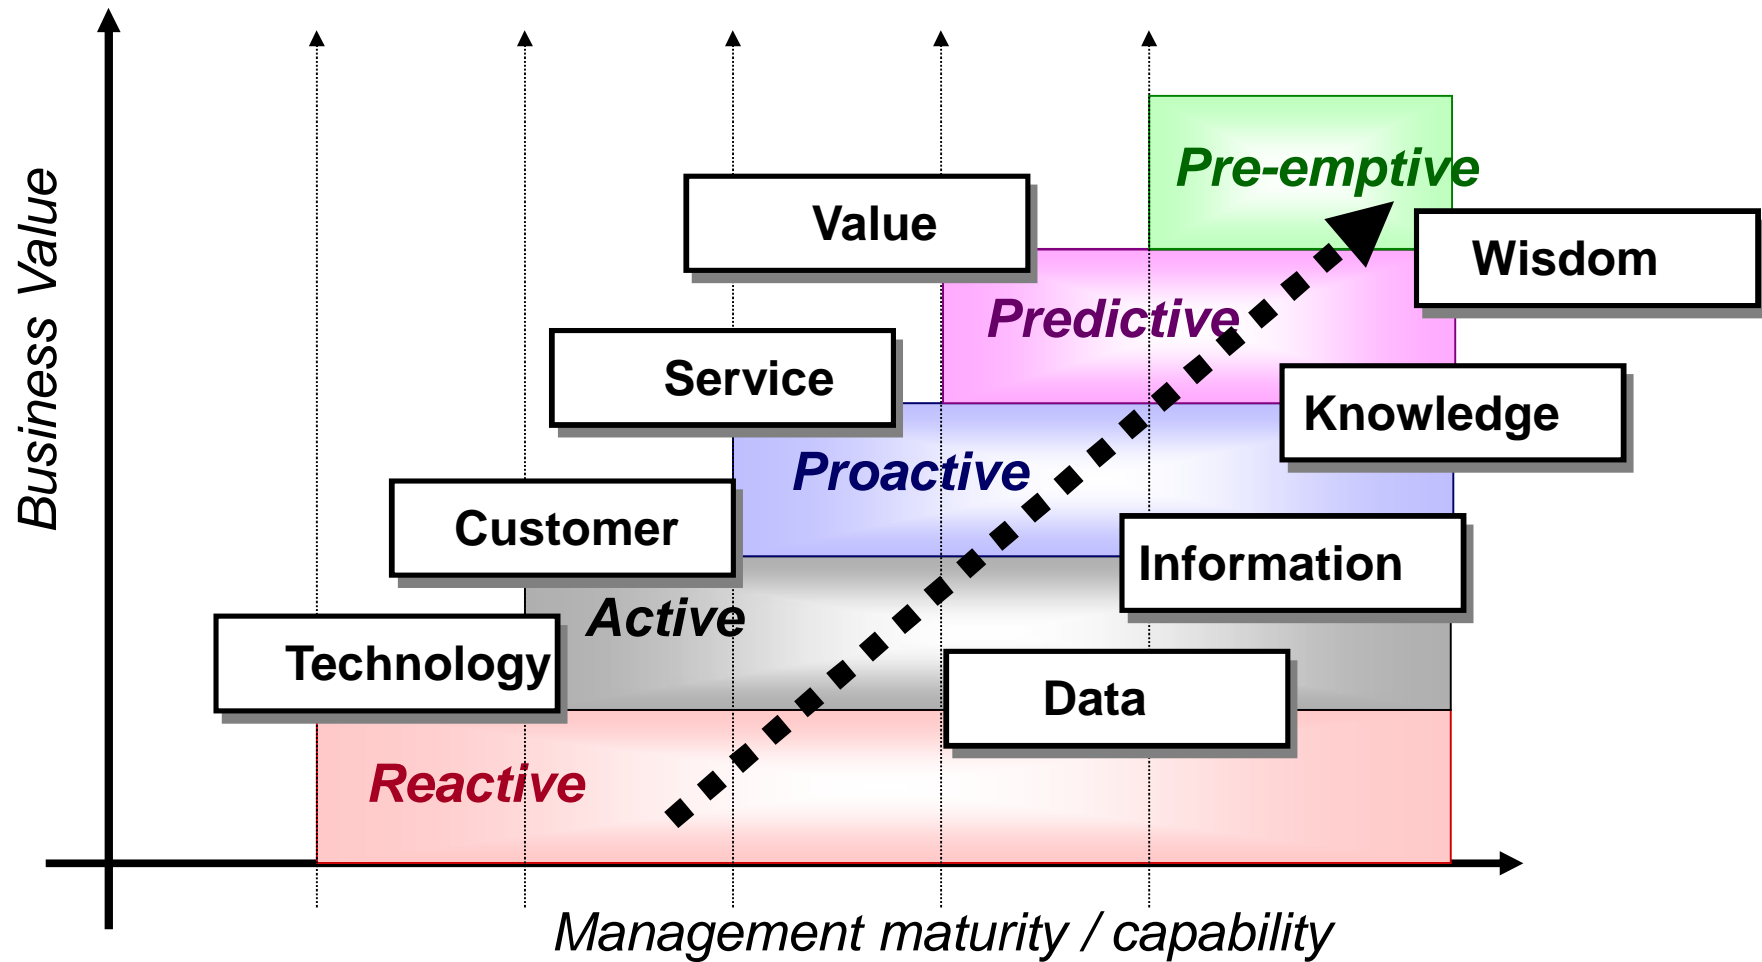 Business Value
Pre-emptive
Value
Wisdom
Predictive
Service
Knowledge
Proactive
Customer
Information
Active
Technology
Data
Reactive
Management maturity / capability